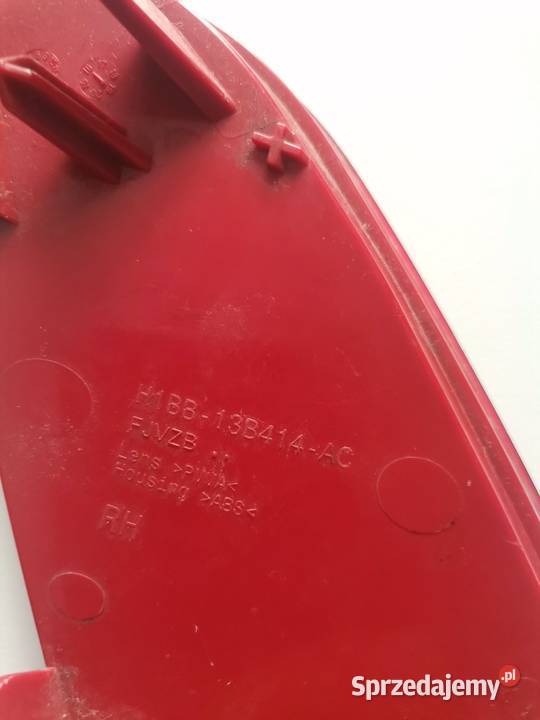 H1BB-13B414-AC
FJVZB
Lens >PMMA<
Housing >ABS<
RH
Sprzedajemy.pl